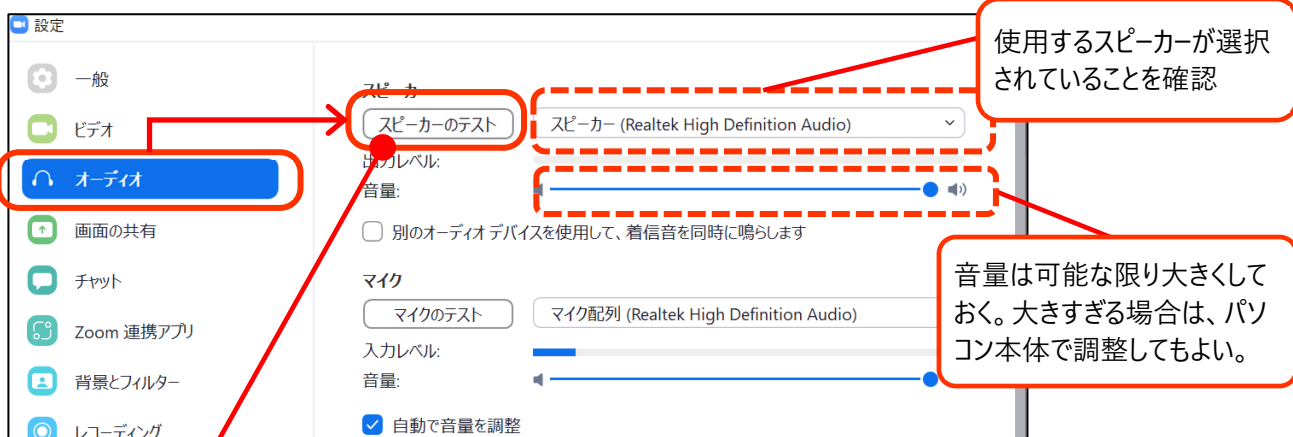 設定
使用するスピーカーが選択
されていることを確認
一般
スピーカー
ビデオ
スピーカーのテスト
スピーカー (Realtek High Definition Audio)
オーディオ
出力レベル:
音量:
画面の共有
別のオーディオ デバイスを使用して、着信音を同時に鳴らします
音量は可能な限り大きくして
おく。大きすぎる場合は、パソ
コン本体で調整してもよい。
チャット
マイク
マイクのテスト
マイク配列 (Realtek High Definition Audio)
Zoom 連携アプリ
入力レベル:
背景とフィルター
音量:
レコーディング
自動で音量を調整